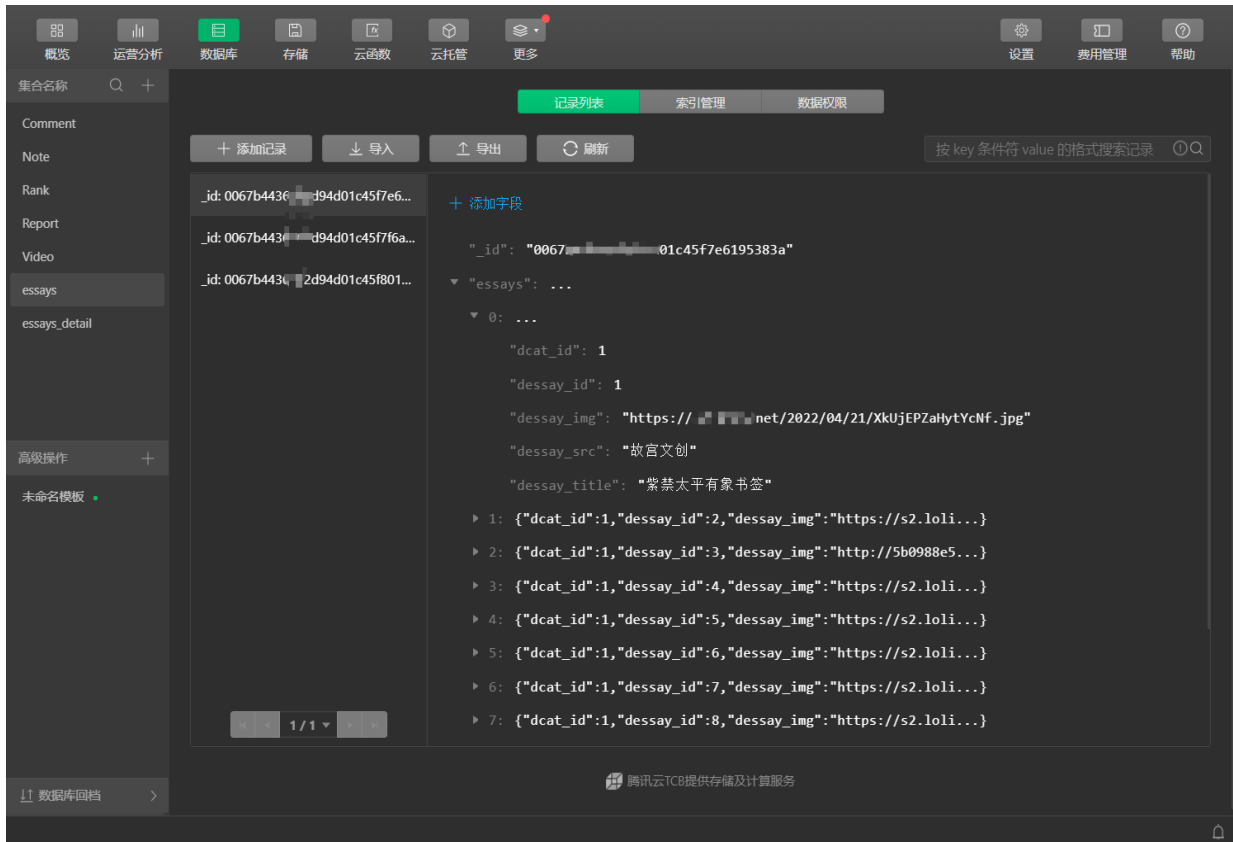 概览 运营分析 数据库 存储 云函数 云托管 更多 设置 费用管理 帮助
集合名称
记录列表 索引管理 数据权限
Comment
Note
Rank
Report
Video
essays
essays_detail
高级操作
未命名模板
数据库回档
添加记录 导入 导出 刷新 按 key 条件符 value 的格式搜索记录
_id: 0067b443 d94d01c45f7e6...
_id: 0067b443 d94d01c45f7f6a...
_id: 0067b443 2d94d01c45f801...
1/1
添加字段
"_id": "0067 01c45f7e6195383a"
"essays": ...
0: ...
"dcat_id": 1
"dessay_id": 1
"dessay_img": "https:// net/2022/04/21/XkUjEPZaHytYcNf.jpg"
"dessay_src": "故宫文创"
"dessay_title": "紫禁太平有象书签"
1: {"dcat_id":1,"dessay_id":2,"dessay_img":"https://s2.loli...}
2: {"dcat_id":1,"dessay_id":3,"dessay_img":"http://5b0988e5...}
3: {"dcat_id":1,"dessay_id":4,"dessay_img":"https://s2.loli...}
4: {"dcat_id":1,"dessay_id":5,"dessay_img":"https://s2.loli...}
5: {"dcat_id":1,"dessay_id":6,"dessay_img":"https://s2.loli...}
6: {"dcat_id":1,"dessay_id":7,"dessay_img":"https://s2.loli...}
7: {"dcat_id":1,"dessay_id":8,"dessay_img":"https://s2.loli...}
腾讯云TCB提供存储及计算服务